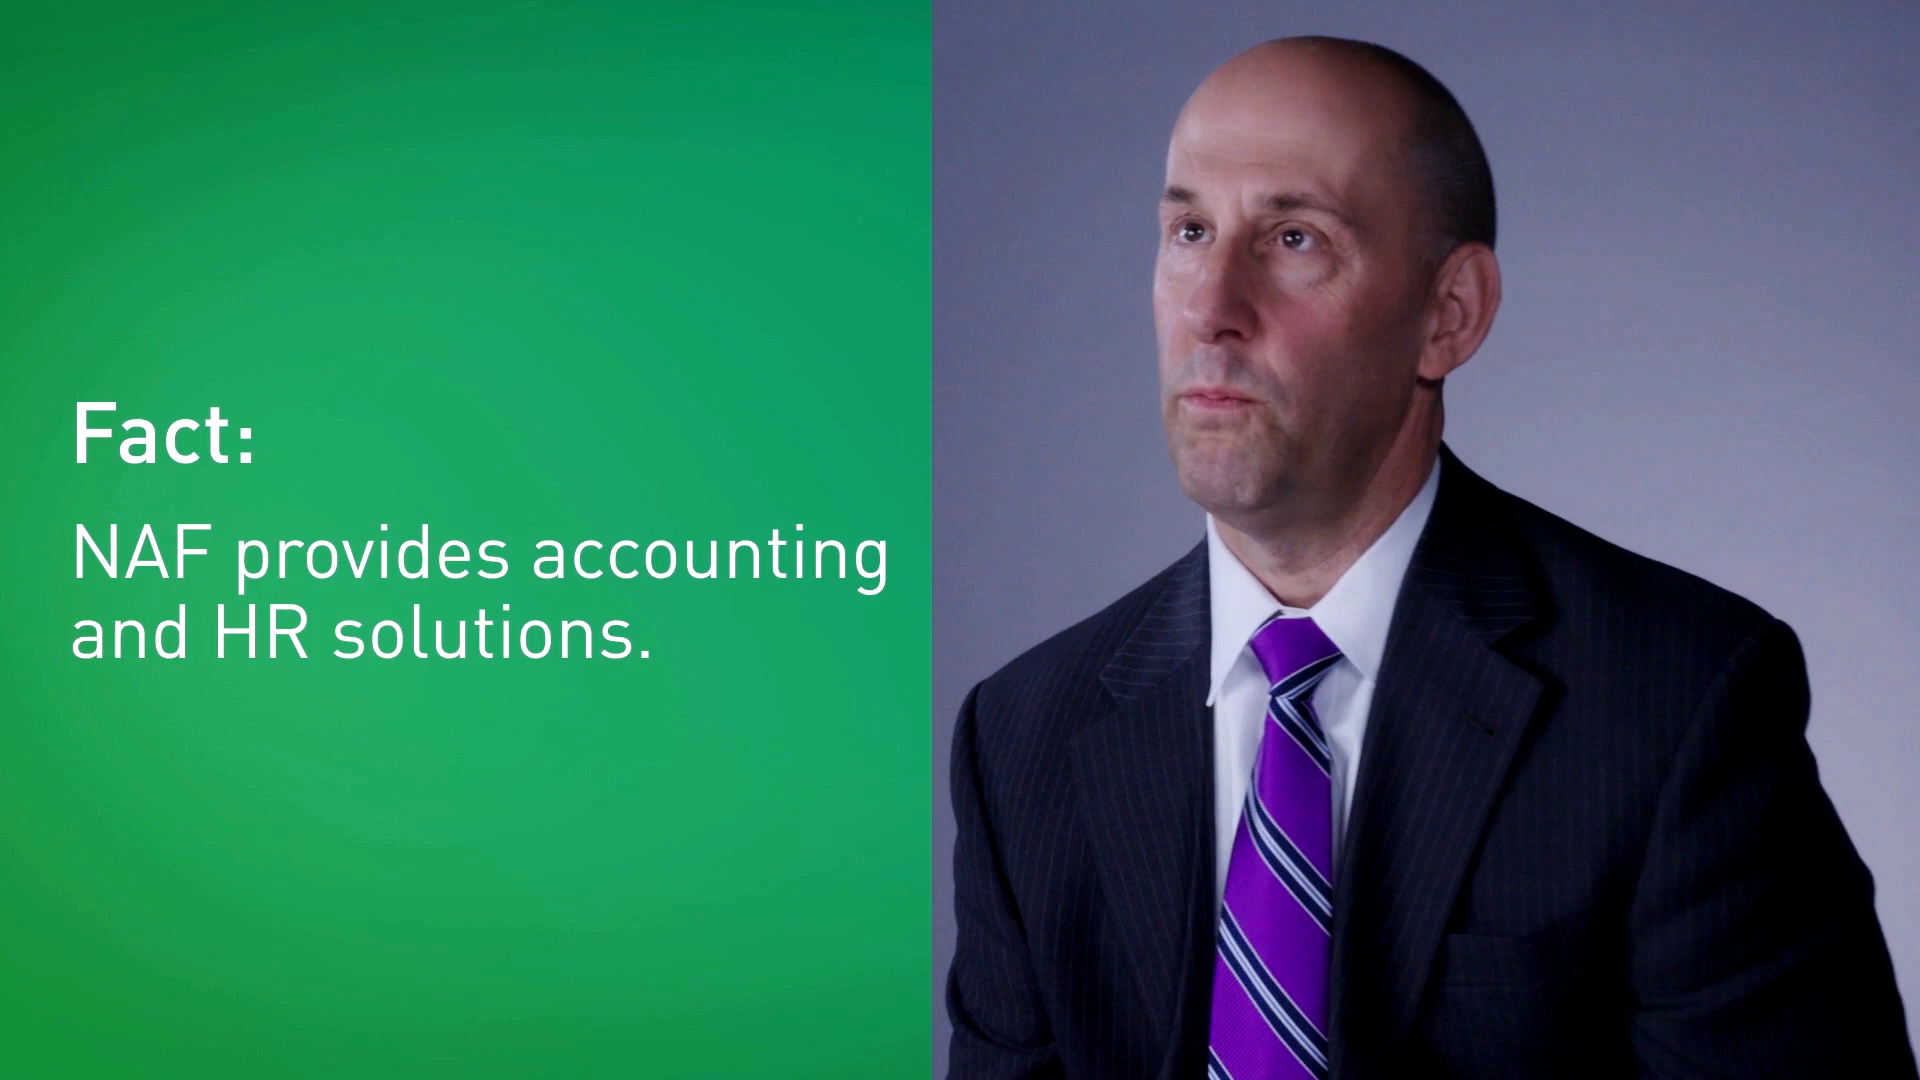 Fact:
NAF provides accounting
and HR solutions.